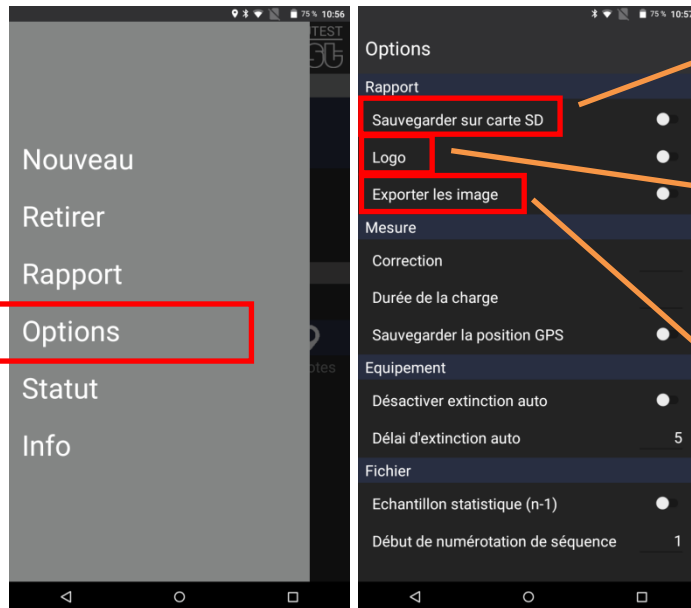 75 % 10:56
TEST
Nouveau
Retirer
Rapport
Options
Statut
Info
otes
75 % 10:57
Options
Rapport
Sauvegarder sur carte SD
Logo
Exporter les image
Mesure
Correction
Durée de la charge
Sauvegarder la position GPS
Equipement
Désactiver extinction auto
Délai d'extinction auto 5
Fichier
Echantillon statistique (n-1)
Début de numérotation de séquence 1